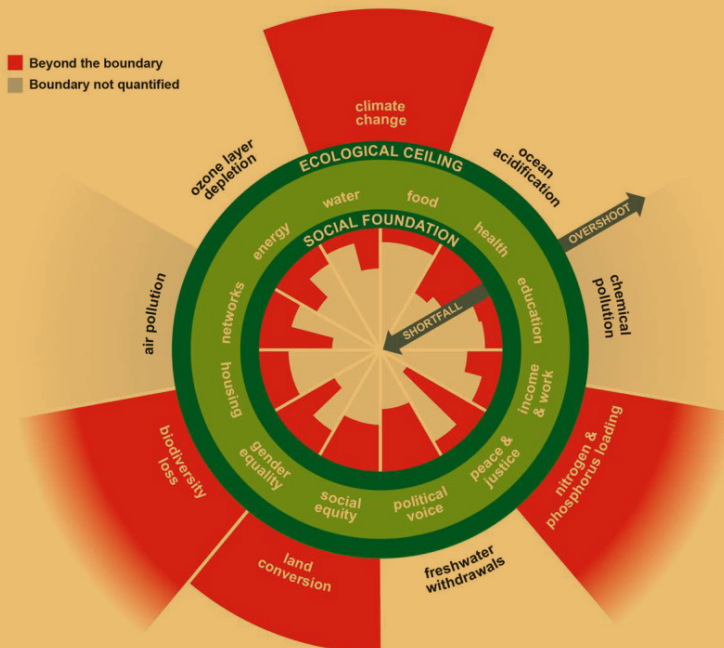 Beyond the boundary
Boundary not quantified
climate
change
ozone layer
depletion
ocean
acidification
ECOLOGICAL CEILING
water
food
energy
health
SOCIAL FOUNDATION
OVERSHOOT
SHORTFALL
networks
education
air pollution
chemical
pollution
housing
income
& work
gender
equality
peace &
justice
social
equity
political
voice
biodiversity
loss
nitrogen &
phosphorus loading
land
conversion
freshwater
withdrawals